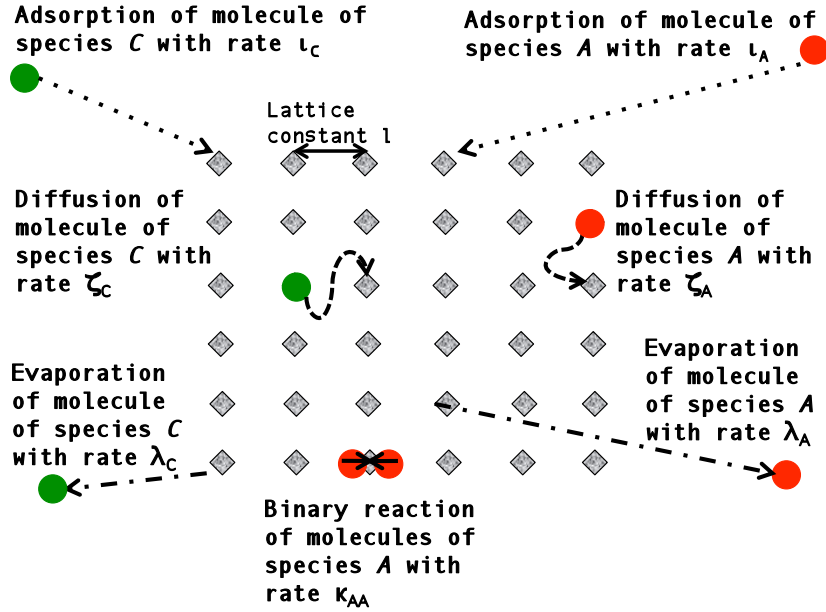 Adsorption of molecule of
species C with rate ιC
Adsorption of molecule of
species A with rate ιA
Lattice
constant l
Diffusion of
molecule of
species C with
rate ζC
Diffusion of
molecule of
species A with
rate ζA
Evaporation
of molecule
of species C
with rate λC
Evaporation
of molecule
of species A
with rate λA
Binary reaction
of molecules of
species A with
rate κAA